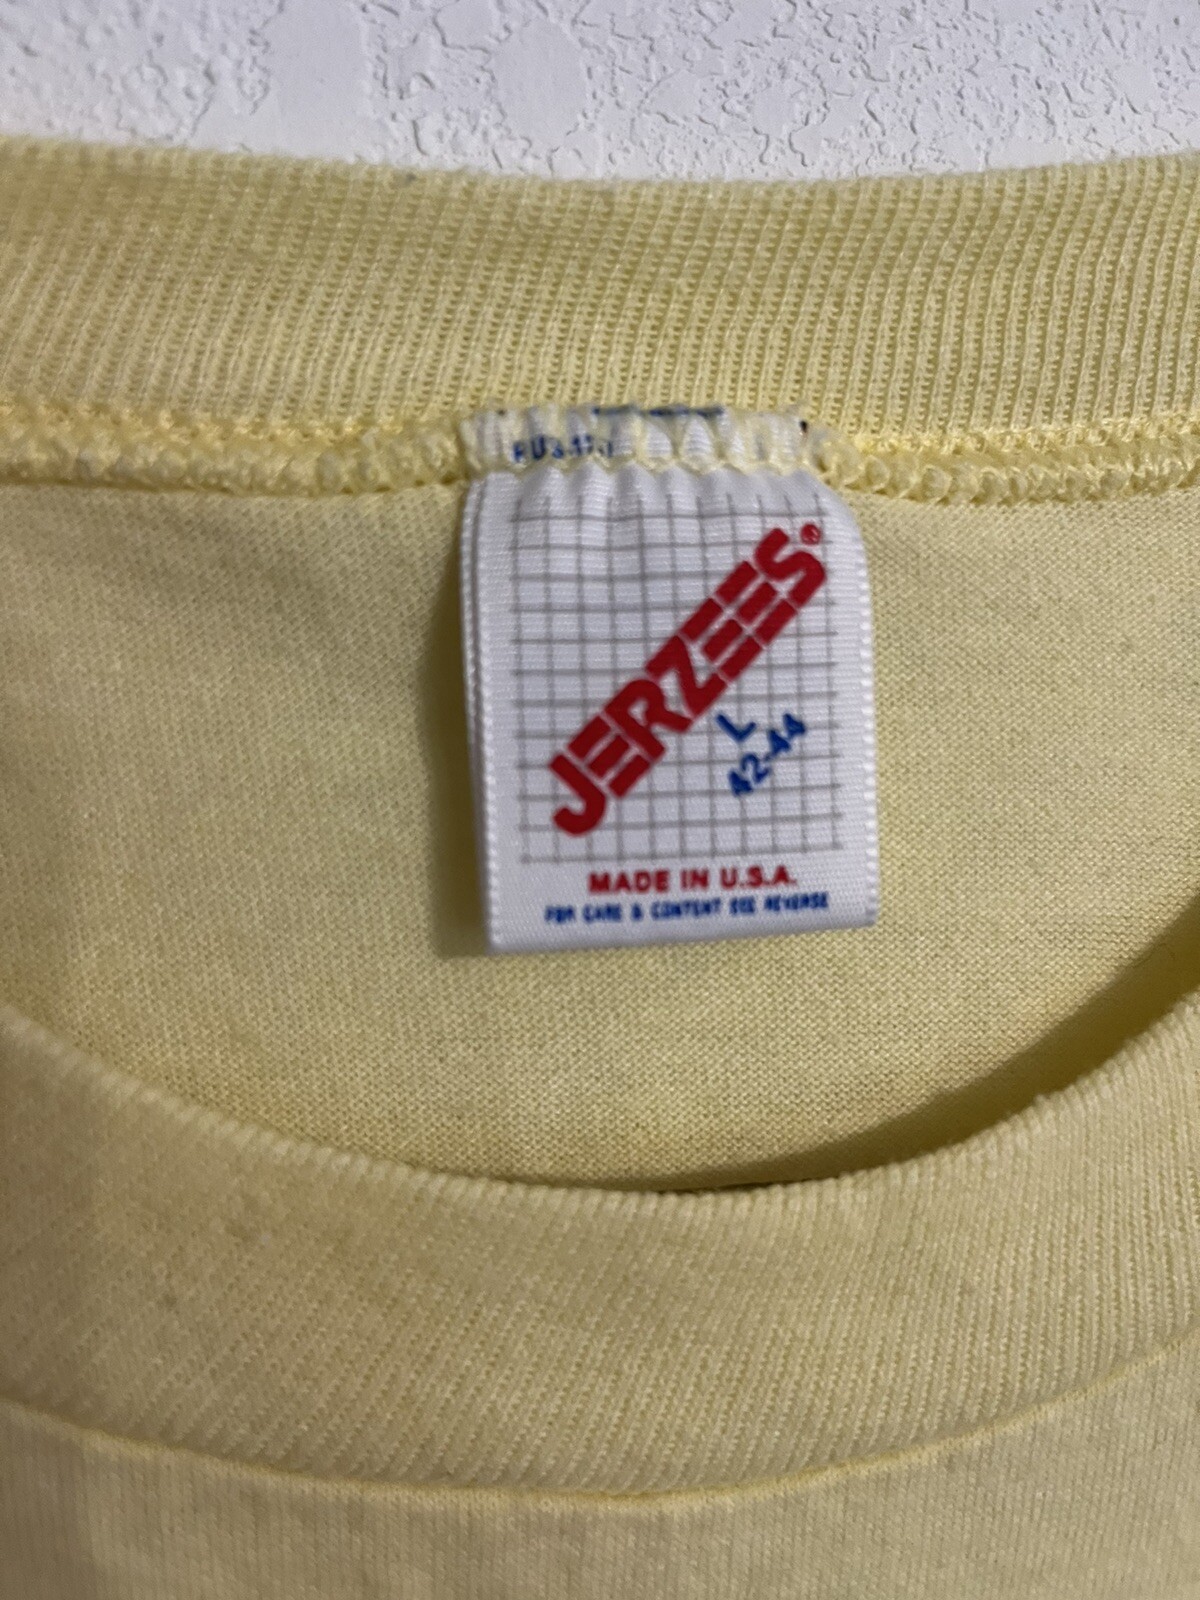 JERZEES®
L
42-44
MADE IN U.S.A.
FOR CARE & CONTENT SEE REVERSE